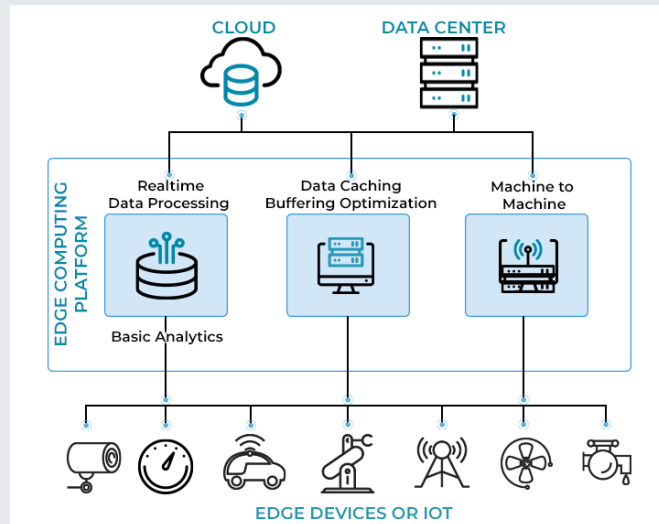 CLOUD
DATA CENTER
EDGE COMPUTING
PLATFORM
Realtime
Data Processing
Data Caching
Buffering Optimization
Machine to
Machine
Basic Analytics
EDGE DEVICES OR IOT